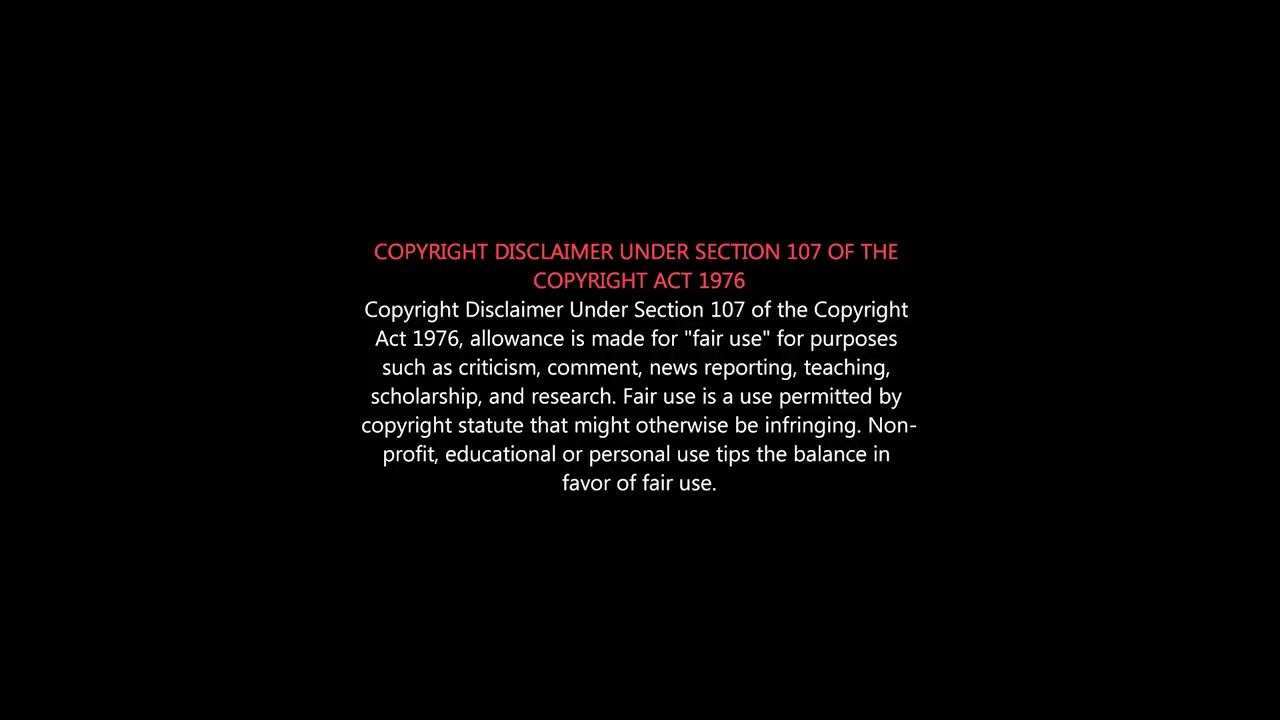 COPYRIGHT DISCLAIMER UNDER SECTION 107 OF THE
COPYRIGHT ACT 1976
Copyright Disclaimer Under Section 107 of the Copyright
Act 1976, allowance is made for "fair use" for purposes
such as criticism, comment, news reporting, teaching,
scholarship, and research. Fair use is a use permitted by
copyright statute that might otherwise be infringing. Non-
profit, educational or personal use tips the balance in
favor of fair use.